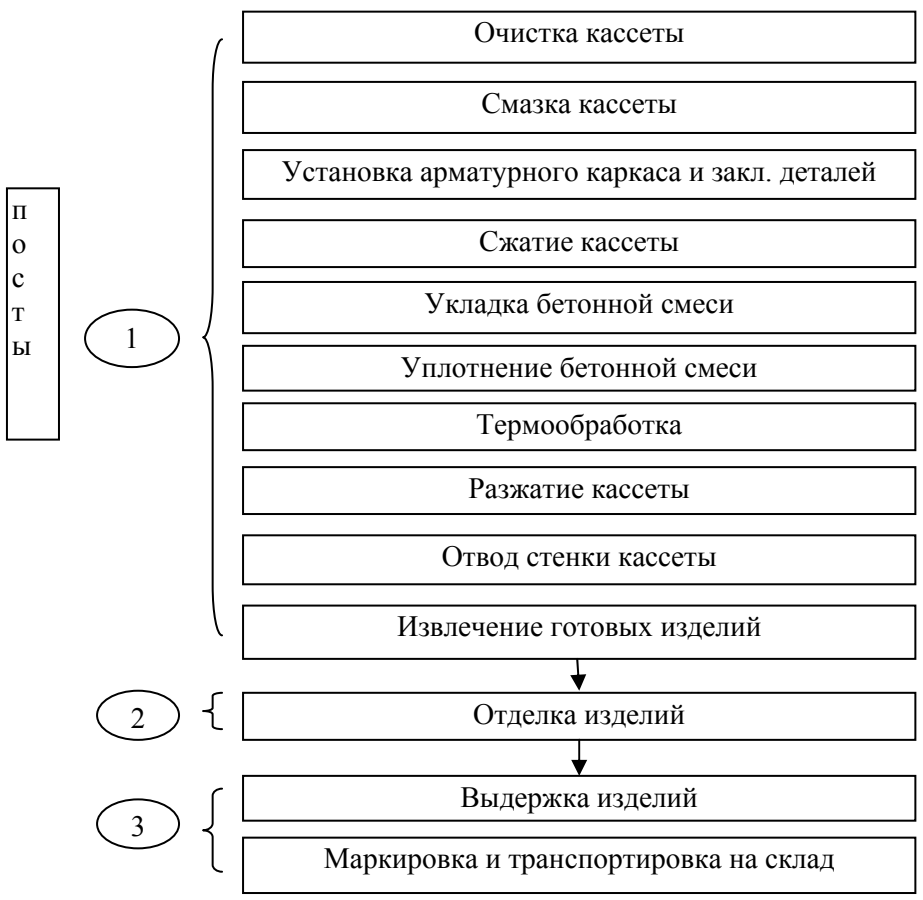 Очистка кассеты
Смазка кассеты
Установка арматурного каркаса и закл. деталей
п
о
с
т
ы
Сжатие кассеты
Укладка бетонной смеси
1
Уплотнение бетонной смеси
Термообработка
Разжатие кассеты
Отвод стенки кассеты
Извлечение готовых изделий
2
Отделка изделий
Выдержка изделий
3
Маркировка и транспортировка на склад